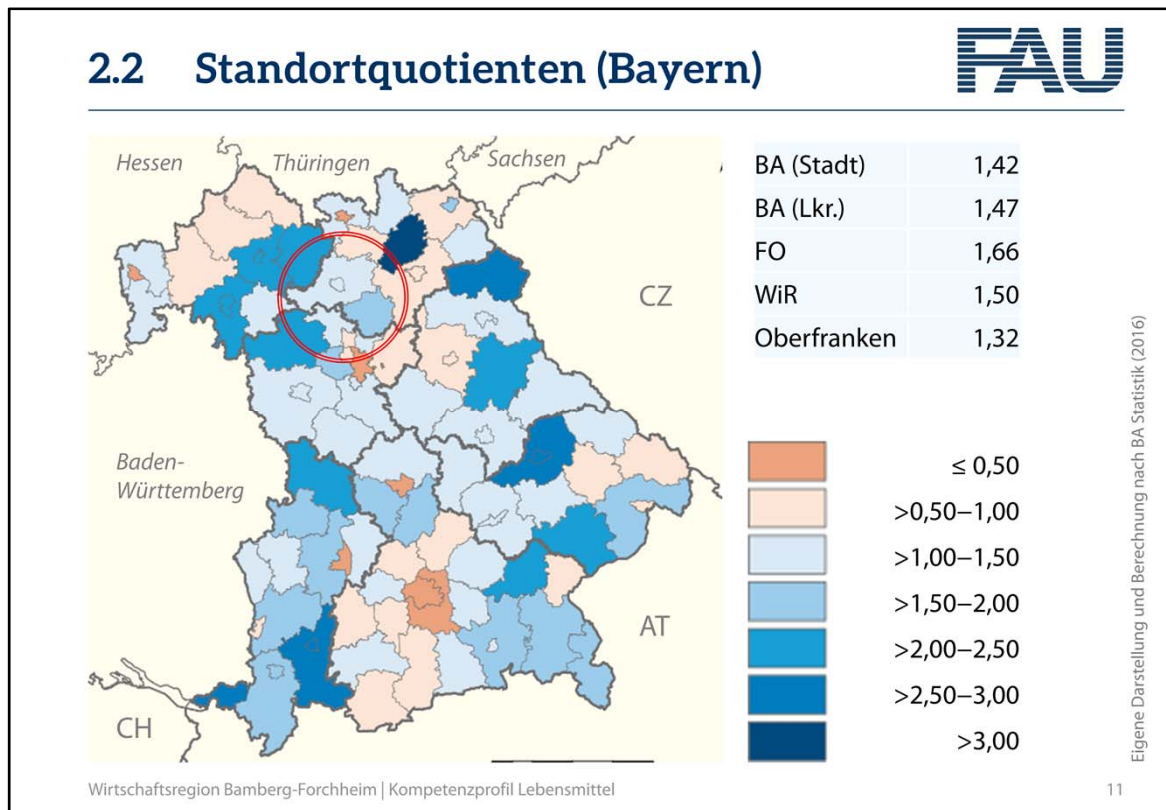 2.2 Standortquotienten (Bayern)
FAU
Hessen
Thüringen
Sachsen
CZ
Baden-
Württemberg
AT
CH
BA (Stadt) 1,42
BA (Lkr.) 1,47
FO 1,66
WiR 1,50
Oberfranken 1,32
≤ 0,50
>0,50–1,00
>1,00–1,50
>1,50–2,00
>2,00–2,50
>2,50–3,00
>3,00
Eigene Darstellung und Berechnung nach BA Statistik (2016)
Wirtschaftsregion Bamberg-Forchheim | Kompetenzprofil Lebensmittel 11